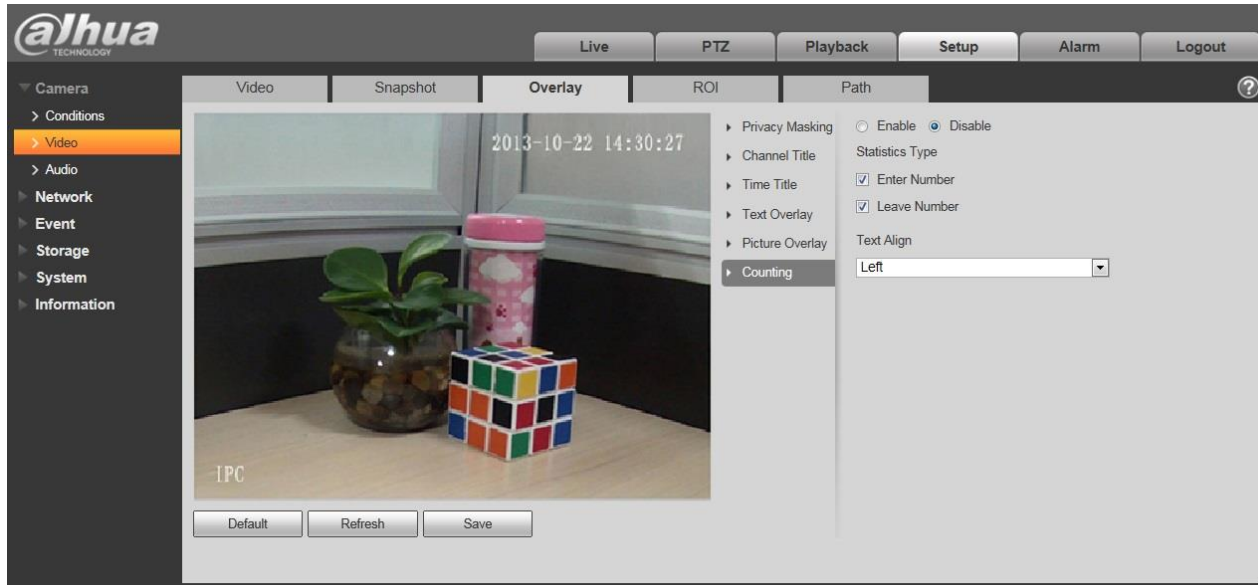 alhua
TECHNOLOGY
Live
PTZ
Playback
Setup
Alarm
Logout
Camera
Conditions
Video
Audio
Network
Event
Storage
System
Information
Video
Snapshot
Overlay
ROI
Path
?
2013-10-22 14:30:27
IPC
Privacy Masking
Channel Title
Time Title
Text Overlay
Picture Overlay
Counting
Enable
Disable
Statistics Type
Enter Number
Leave Number
Text Align
Left
Default
Refresh
Save